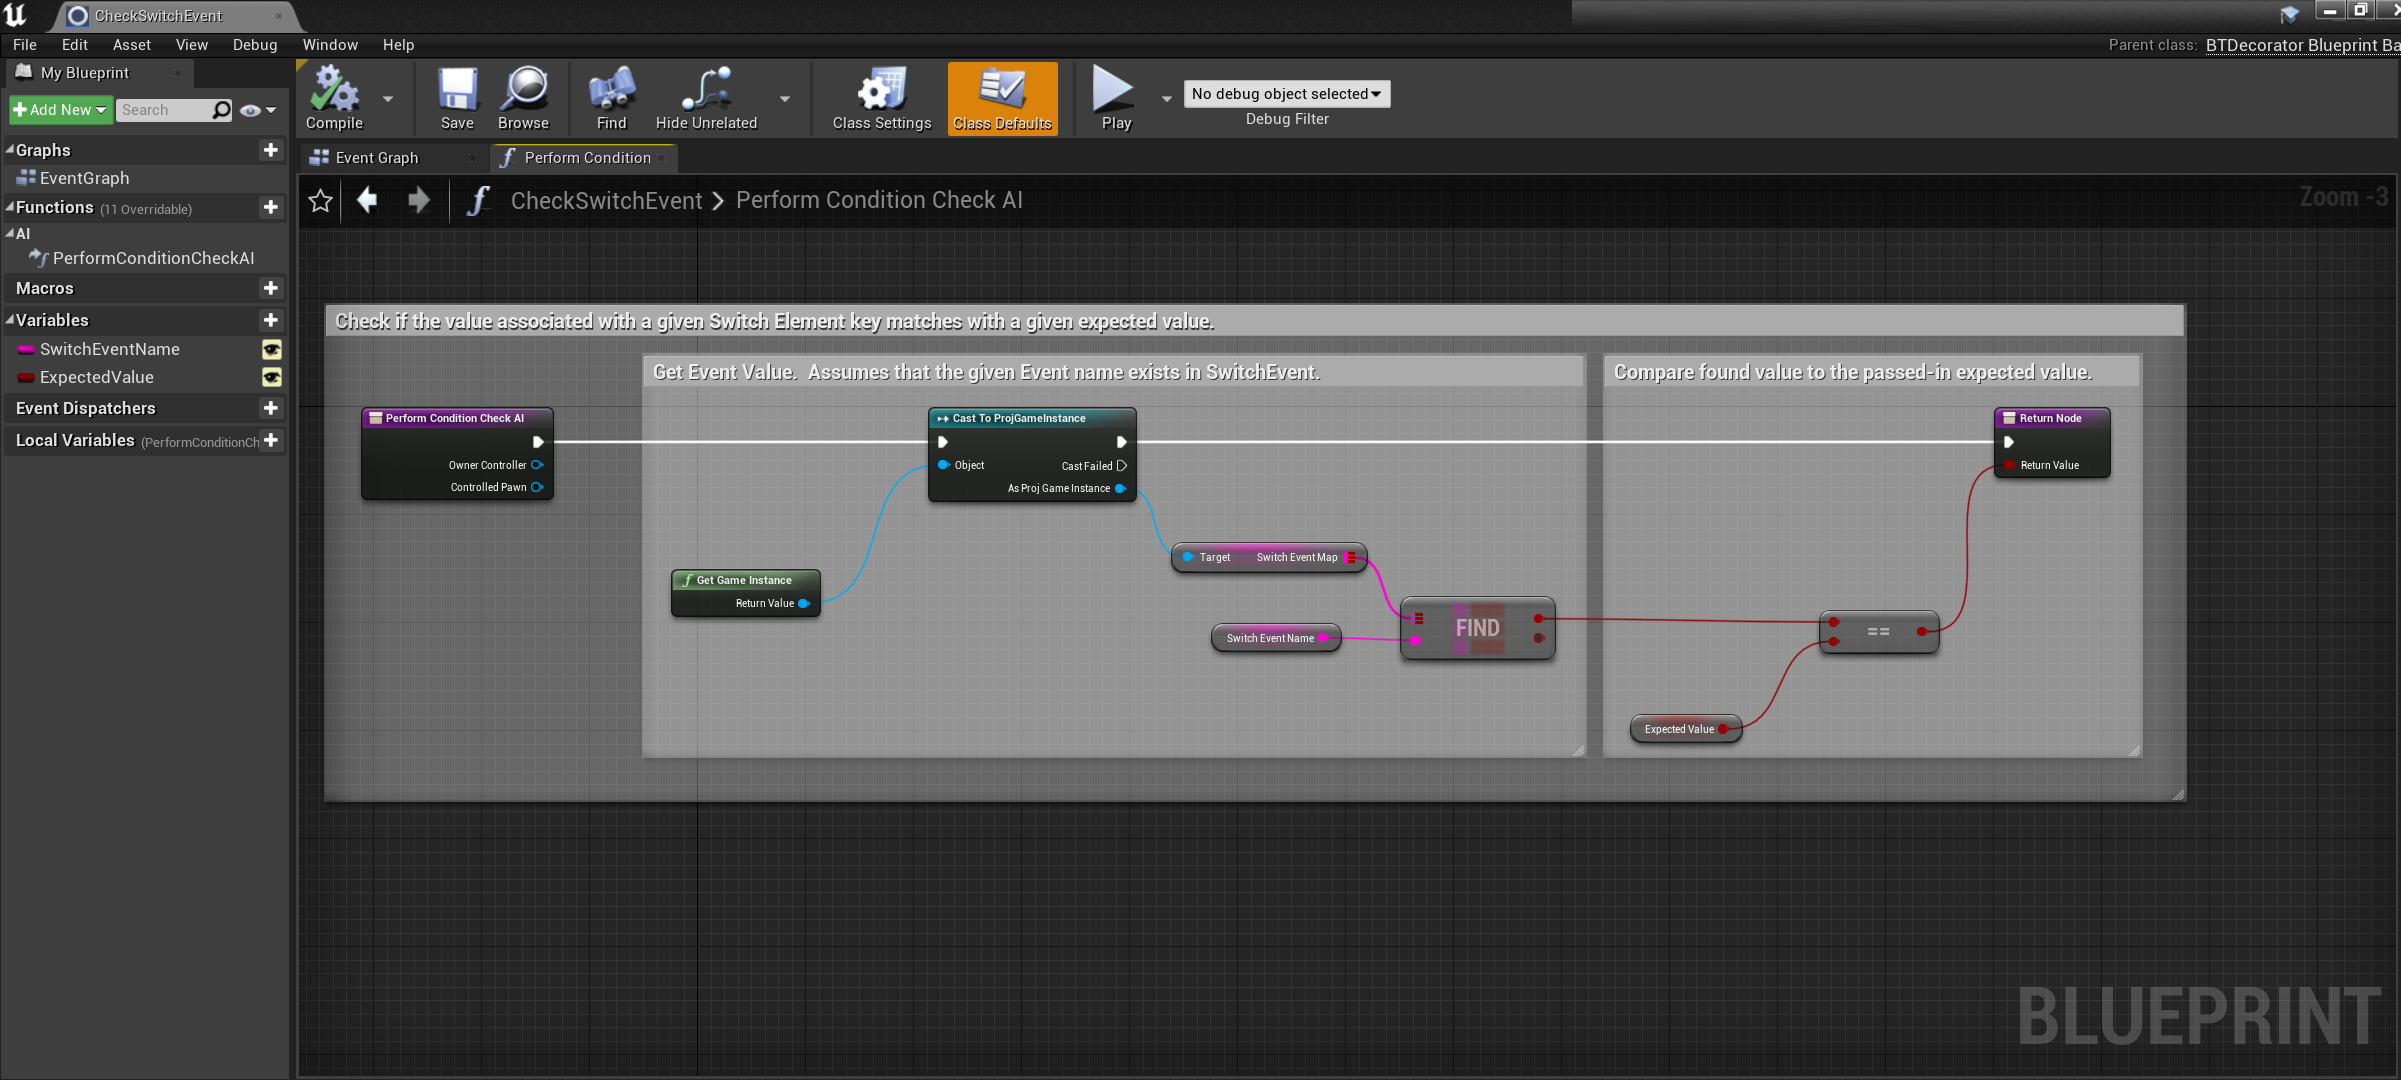 CheckSwitchEvent
File Edit Asset View Debug Window Help
Parent class: BTDecorator Blueprint Ba
My Blueprint
Add New
Search
Compile
Save
Browse
Find
Hide Unrelated
Class Settings
Class Defaults
Play
No debug object selected
Debug Filter
Graphs
EventGraph
Functions (11 Overridable)
AI
PerformConditionCheckAI
Macros
Variables
SwitchEventName
ExpectedValue
Event Dispatchers
Local Variables (PerformConditionCh
Event Graph
Perform Condition
CheckSwitchEvent > Perform Condition Check AI
Zoom -3
Check if the value associated with a given Switch Element key matches with a given expected value.
Get Event Value.  Assumes that the given Event name exists in SwitchEvent.
Compare found value to the passed-in expected value.
Perform Condition Check AI
Owner Controller
Controlled Pawn
Cast To ProjGameInstance
Object
Cast Failed
As Proj Game Instance
Get Game Instance
Return Value
Target Switch Event Map
Switch Event Name
FIND
==
Expected Value
Return Node
Return Value
BLUEPRINT